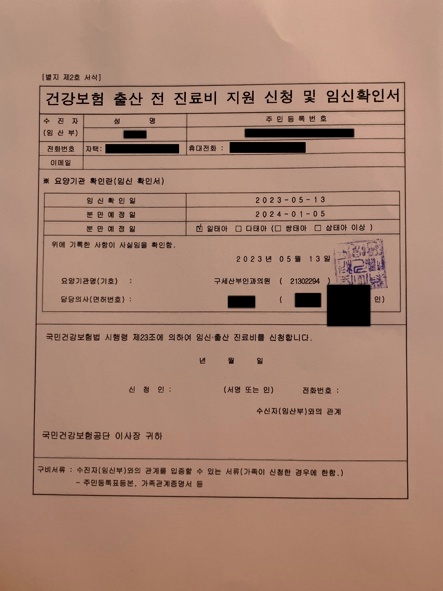 [별지 제2호 서식]
건강보험 출산 전 진료비 지원 신청 및 임신확인서
수 진 자
(임 산 부)
성 명
주 민 등 록 번 호
전화번호
자택:
휴대전화 :
이메일
※ 요양기관 확인란(임신 확인서)
임 신 확 인 일
2023-05-13
분 만 예 정 일
2024-01-05
분 만 예 정 일
☑ 일태아 □ 다태아 (□ 쌍태아 □ 삼태아 이상 )
위에 기록한 사항이 사실임을 확인함.
2023년 05월 13일
요양기관명(기호) : 구세산부인과의원 ( 21302294 )
담당의사(면허번호) : ( 인)
국민건강보험법 시행령 제23조에 의하여 임신·출산 진료비를 신청합니다.
년 월 일
신 청 인 : (서명 또는 인) 전화번호 :
수신자(임산부)와의 관계
국민건강보험공단 이사장 귀하
구비서류 : 수진자(임산부)와의 관계를 입증할 수 있는 서류(가족이 신청한 경우에 한함.)
- 주민등록표등본, 가족관계증명서 등